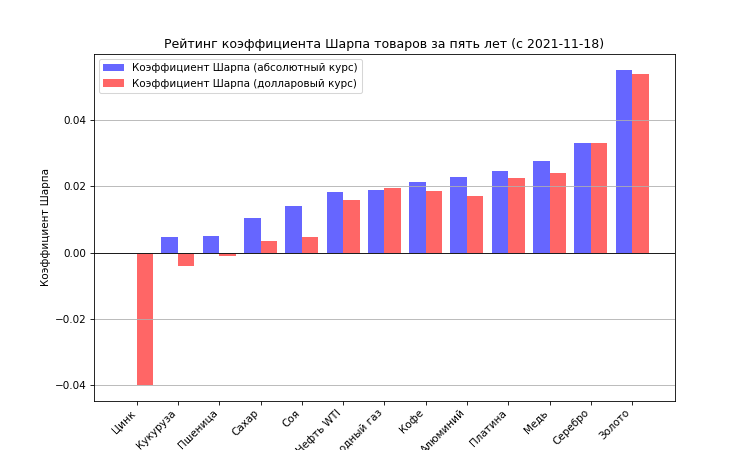 Рейтинг коэффициента Шарпа товаров за пять лет (с 2021-11-18)
Коэффициент Шарпа (абсолютный курс)
Коэффициент Шарпа (долларовый курс)
Коэффициент Шарпа
0.04
0.02
0.00
−0.02
−0.04
Цинк
Кукуруза
Пшеница
Сахар
Соя
Нефть WTI
газ
Кофе
Алюминий
Платина
Медь
Серебро
Золото